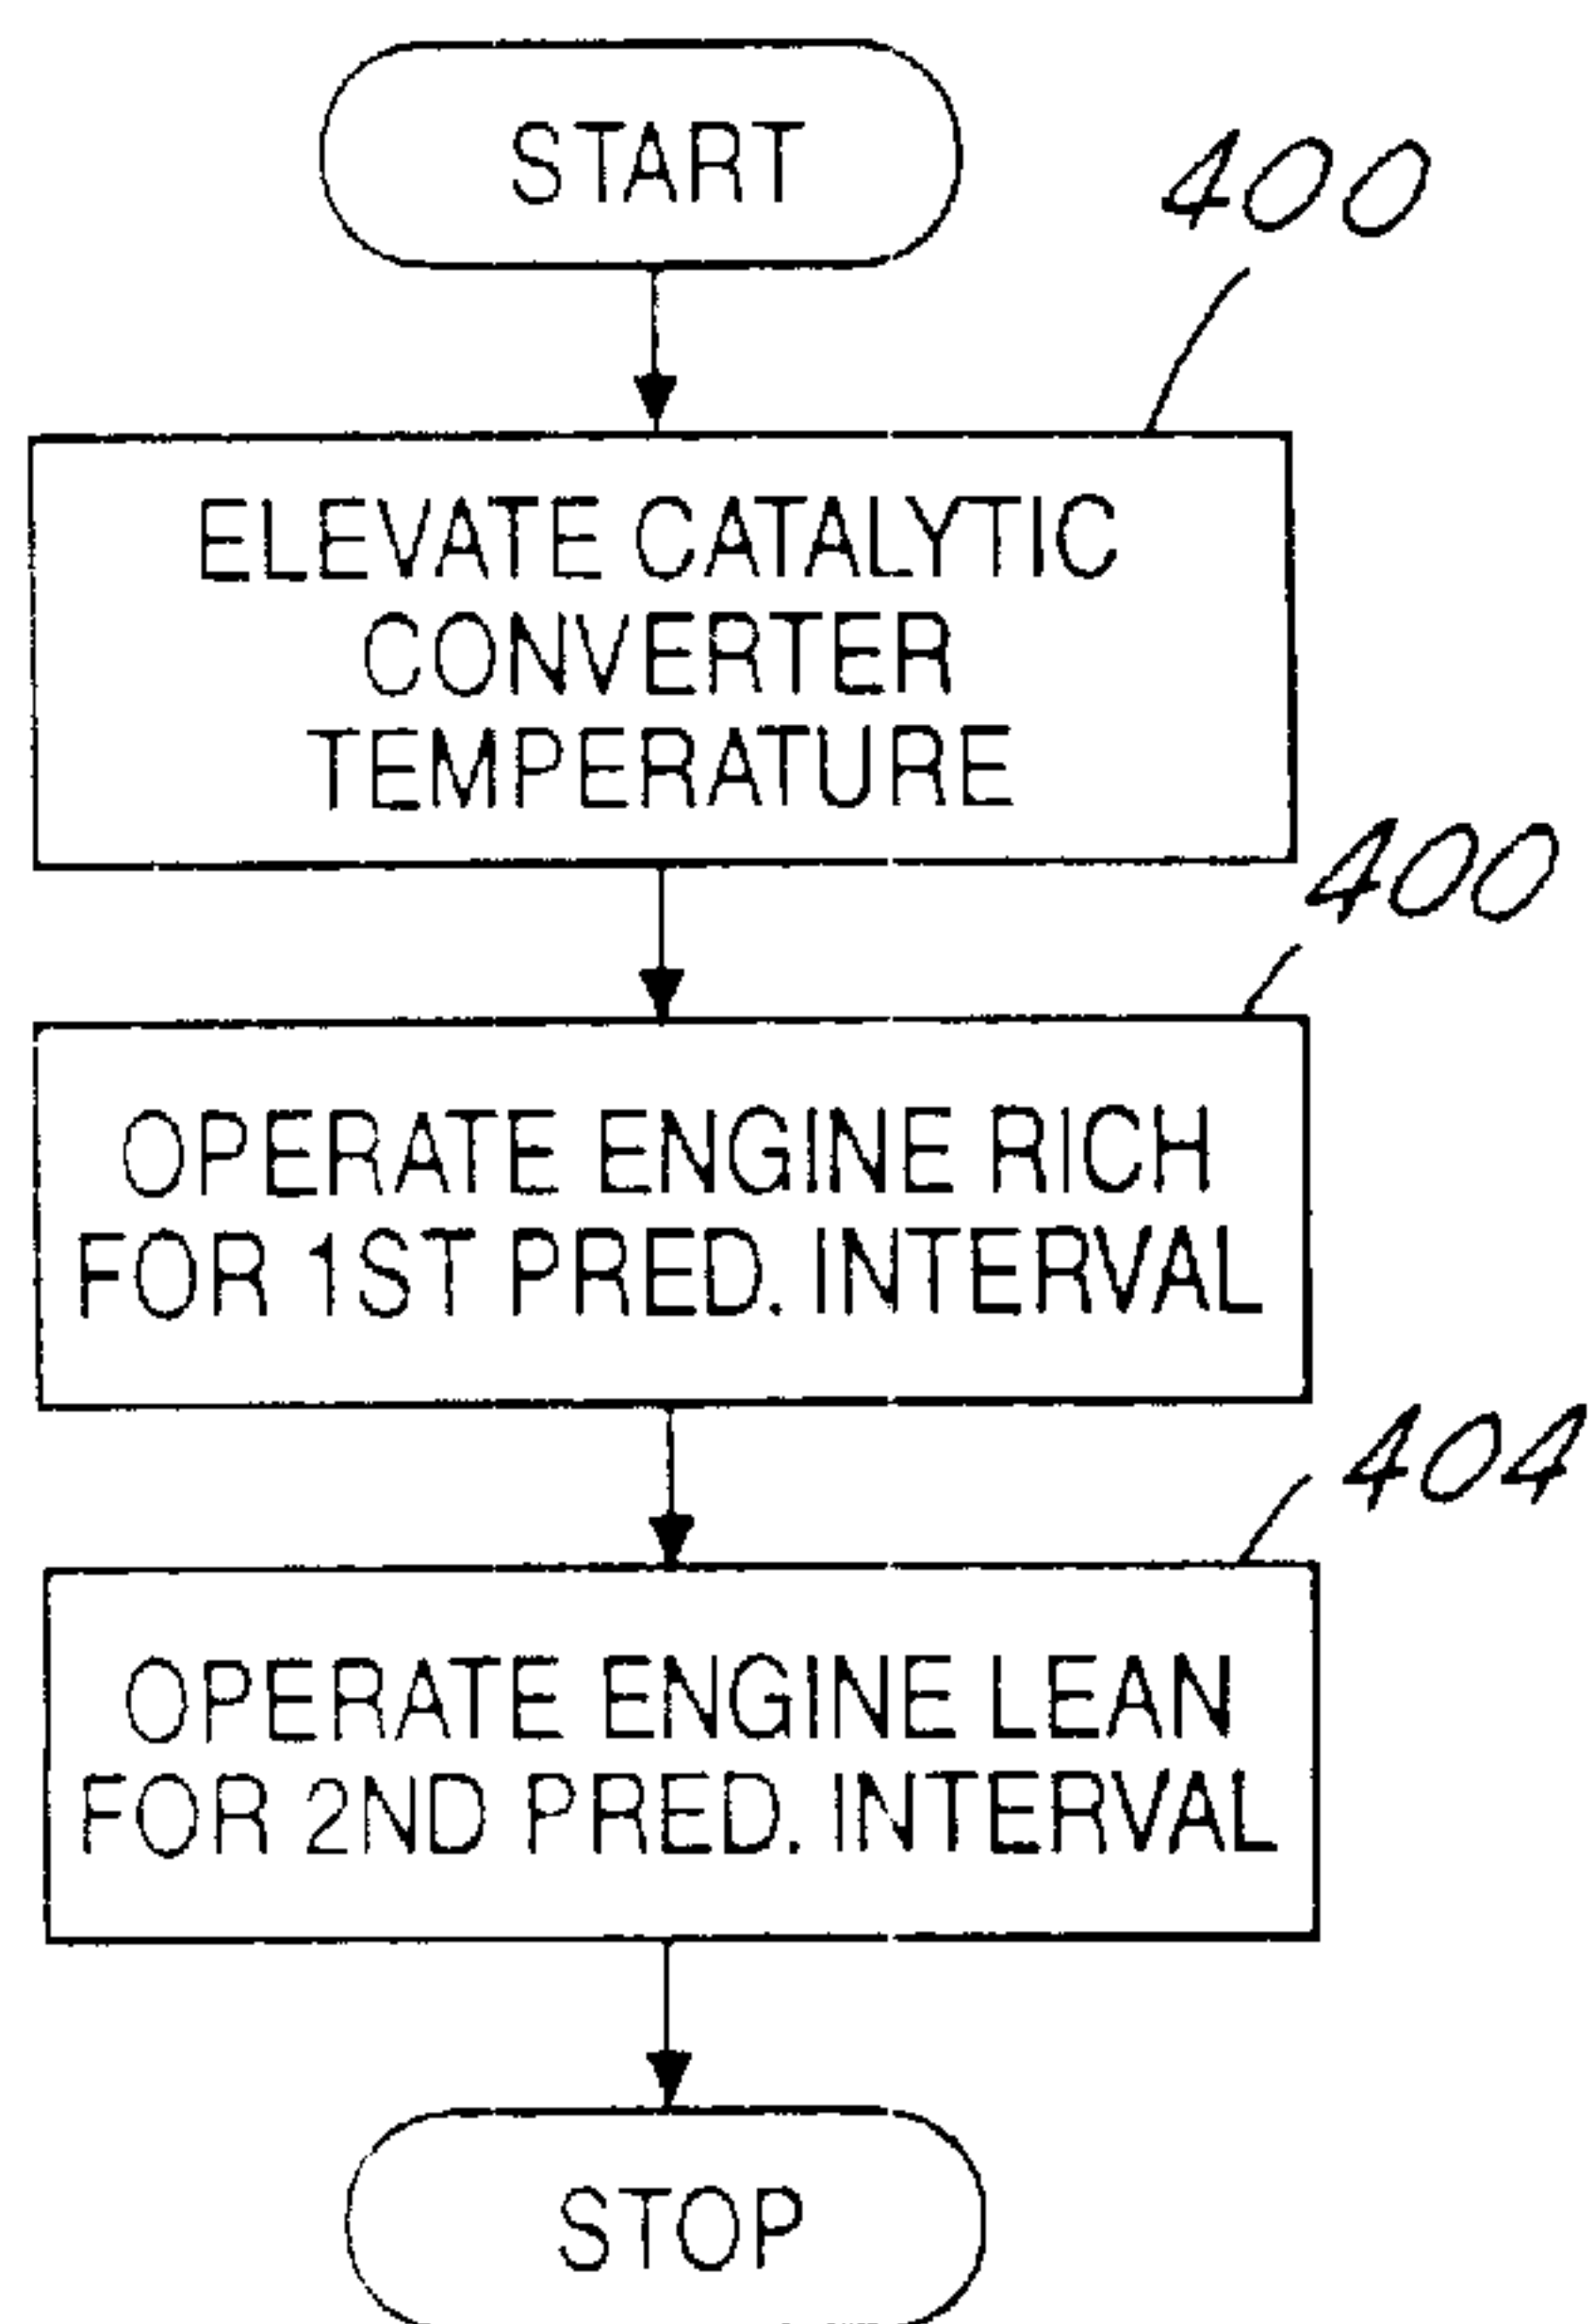 START
400
ELEVATE CATALYTIC
CONVERTER
TEMPERATURE
400
OPERATE ENGINE RICH
FOR 1ST PRED. INTERVAL
404
OPERATE ENGINE LEAN
FOR 2ND PRED. INTERVAL
STOP